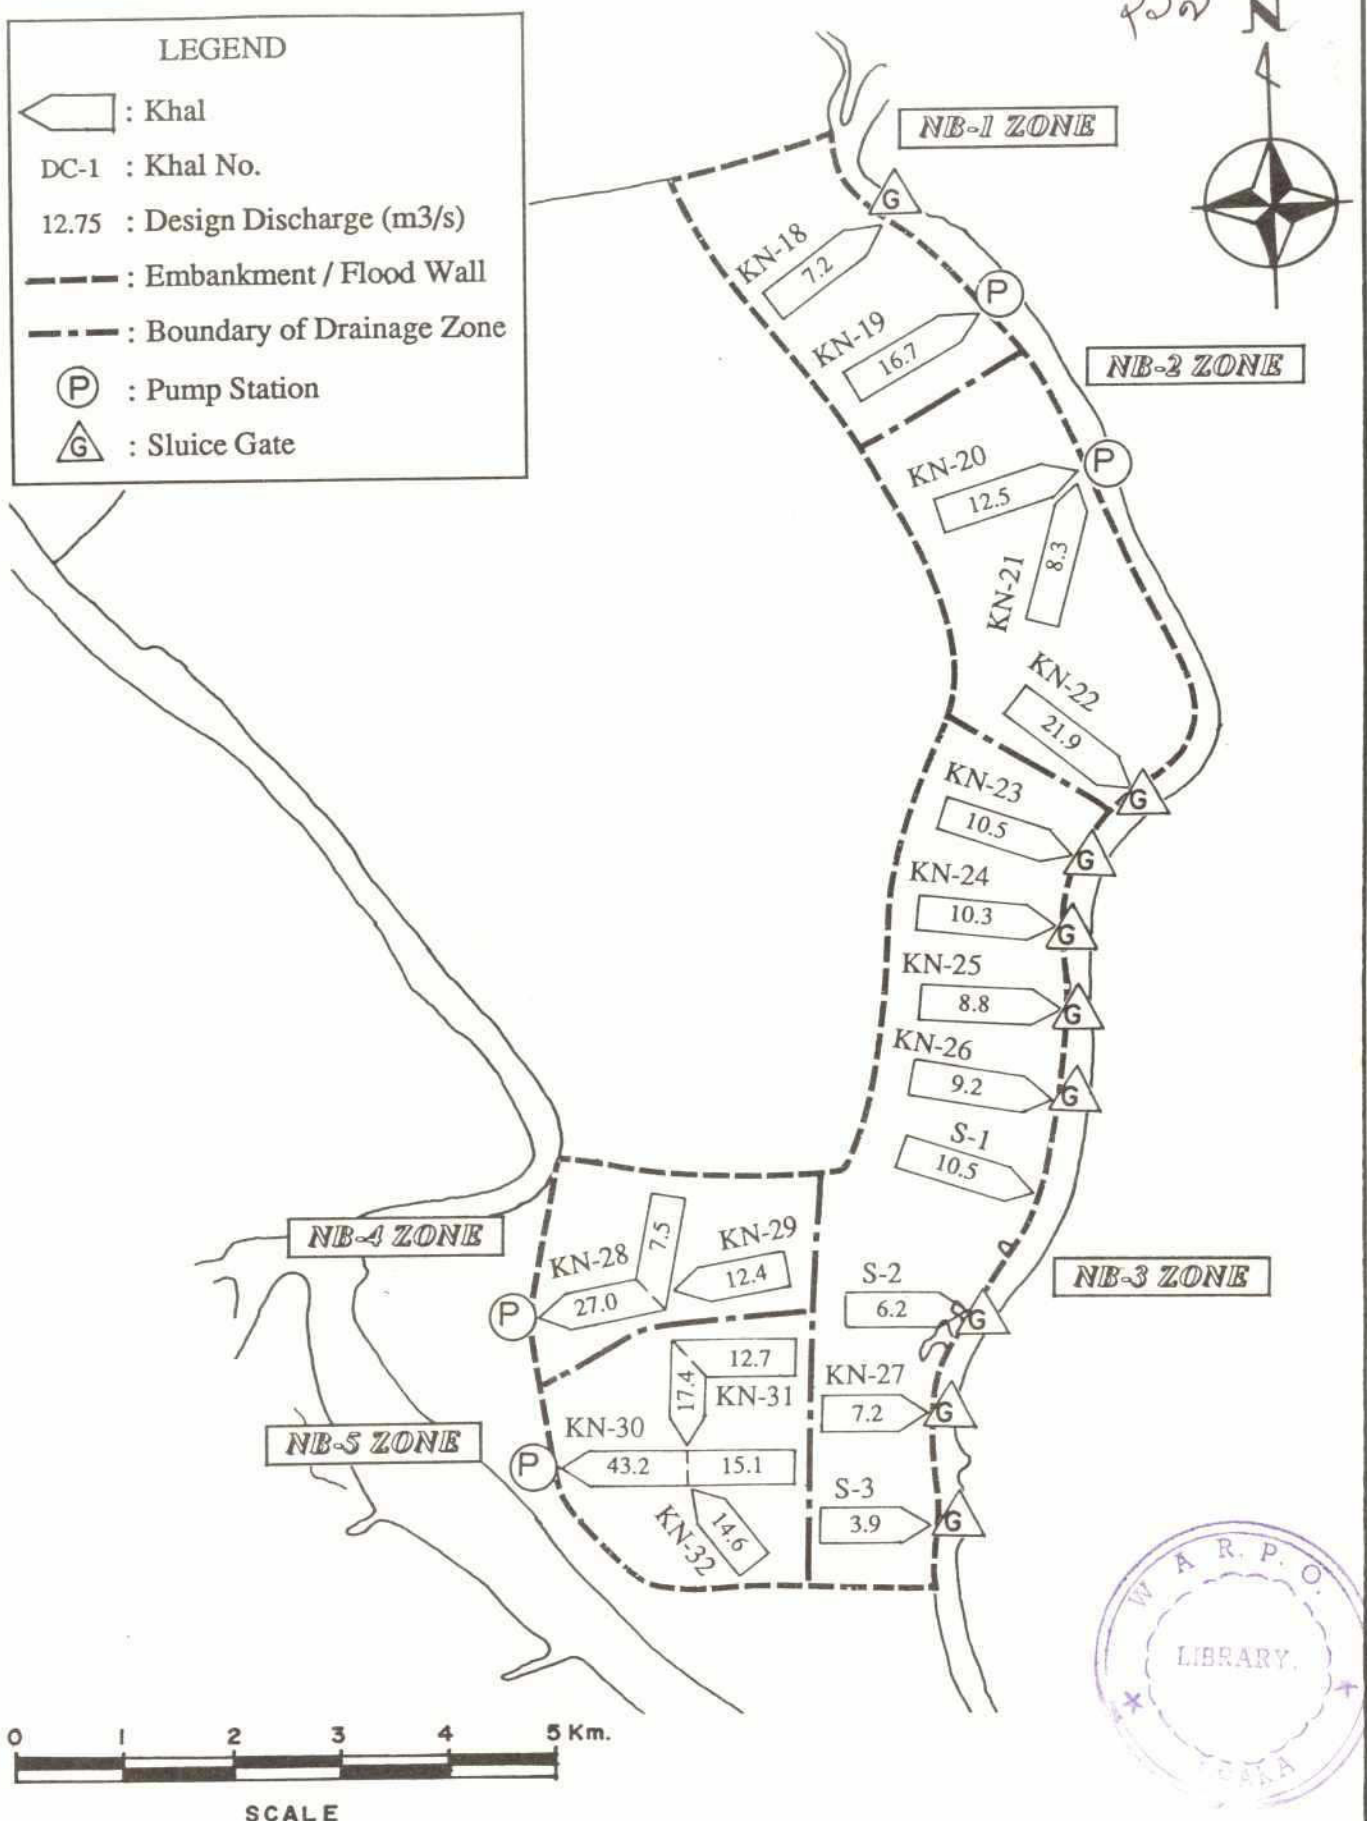 LEGEND
: Khal
DC-1 : Khal No.
12.75 : Design Discharge (m3/s)
: Embankment / Flood Wall
: Boundary of Drainage Zone
P : Pump Station
G : Sluice Gate
N
NB-1 ZONE
G
KN-18
7.2
P
KN-19
16.7
NB-2 ZONE
KN-20
12.5
P
KN-21
8.3
KN-22
21.9
G
KN-23
10.5
G
KN-24
10.3
G
KN-25
8.8
G
KN-26
9.2
G
S-1
10.5
NB-4 ZONE
KN-28
7.5
27.0
P
KN-29
12.4
NB-3 ZONE
S-2
6.2
G
12.7
17.4
KN-31
KN-27
7.2
G
NB-5 ZONE
KN-30
P
43.2
15.1
KN-32
14.6
S-3
3.9
G
W A R. P. O.
LIBRARY.
0 1 2 3 4 5 Km.
SCALE